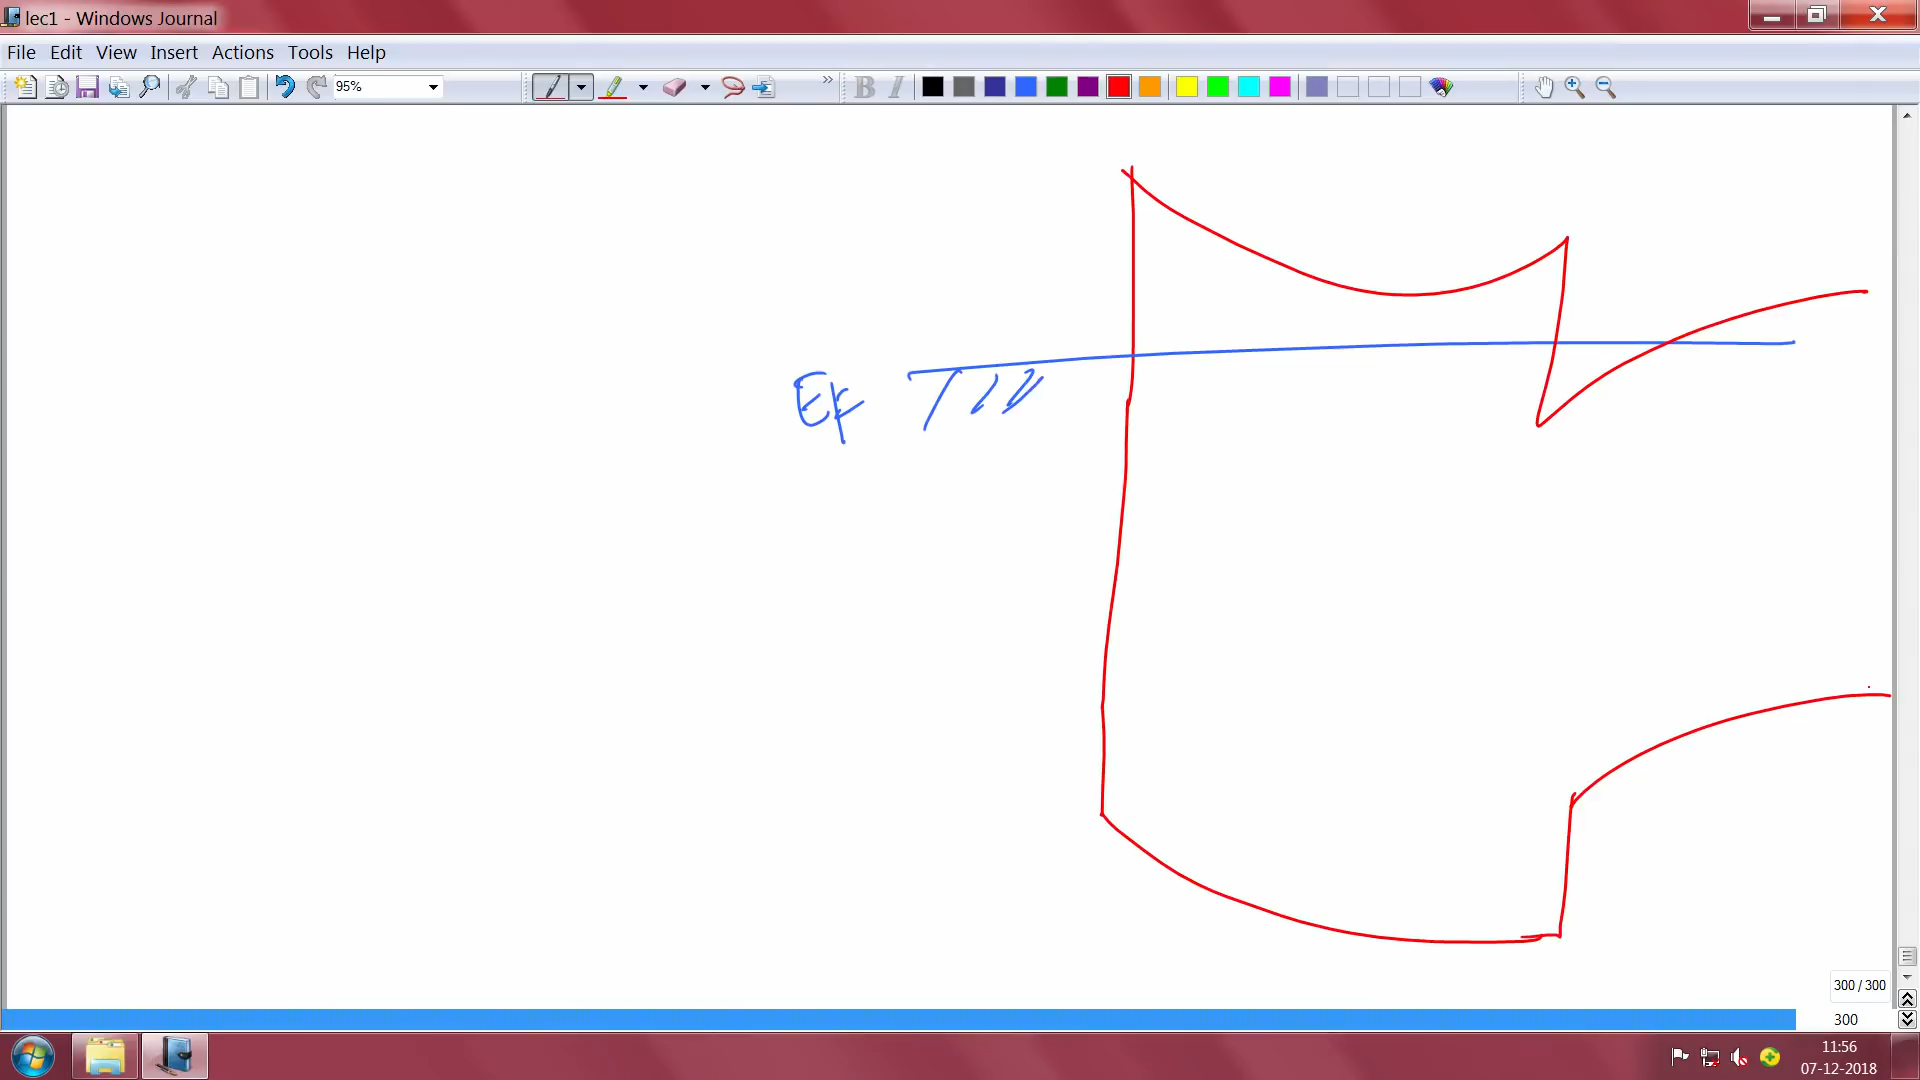 lec1 - Windows Journal
File Edit View Insert Actions Tools Help
95% B I
Ef
300 / 300
300
11:56
07-12-2018